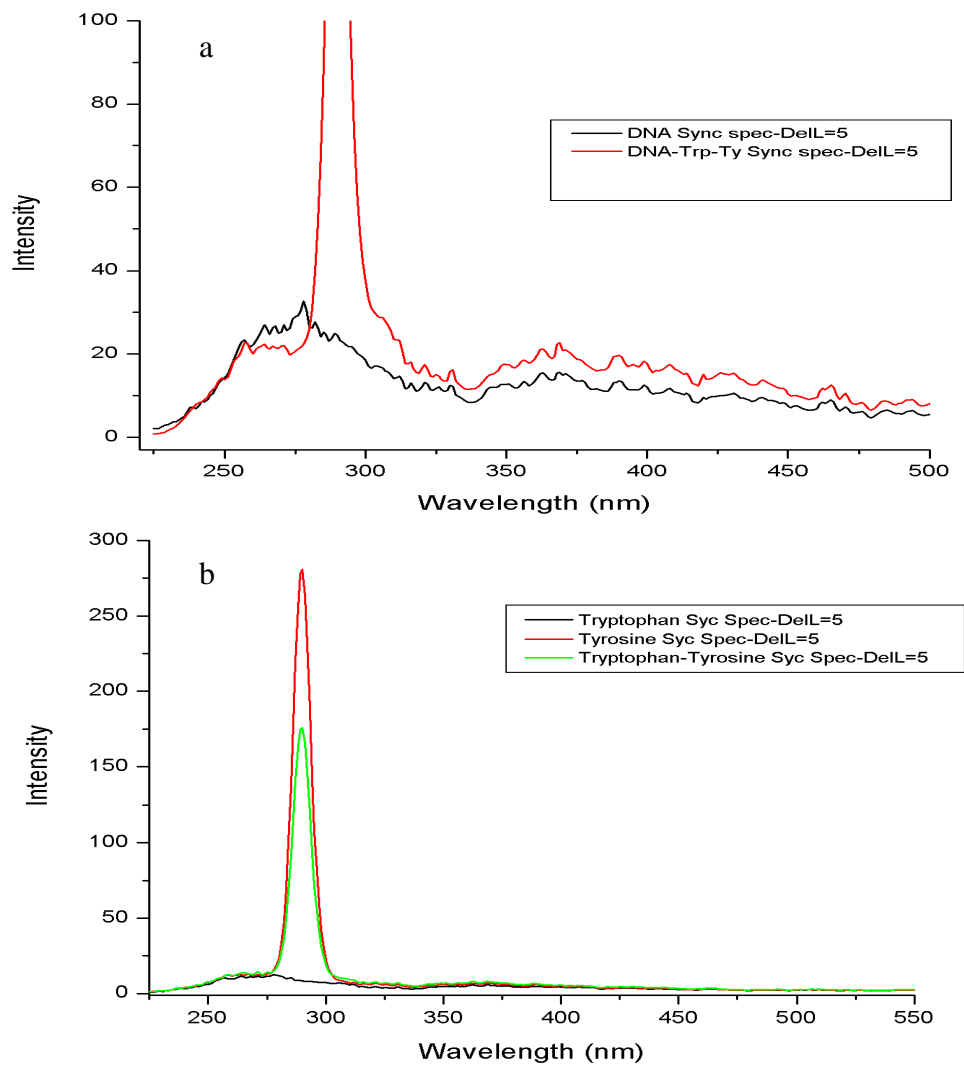 a
100
80
60
40
20
0
Intensity
DNA Sync spec-DelL=5
DNA-Trp-Ty Sync spec-DelL=5
250 300 350 400 450 500
Wavelength (nm)
b
300
250
200
150
100
50
0
Intensity
Tryptophan Syc Spec-DelL=5
Tyrosine Syc Spec-DelL=5
Tryptophan-Tyrosine Syc Spec-DelL=5
250 300 350 400 450 500 550
Wavelength (nm)